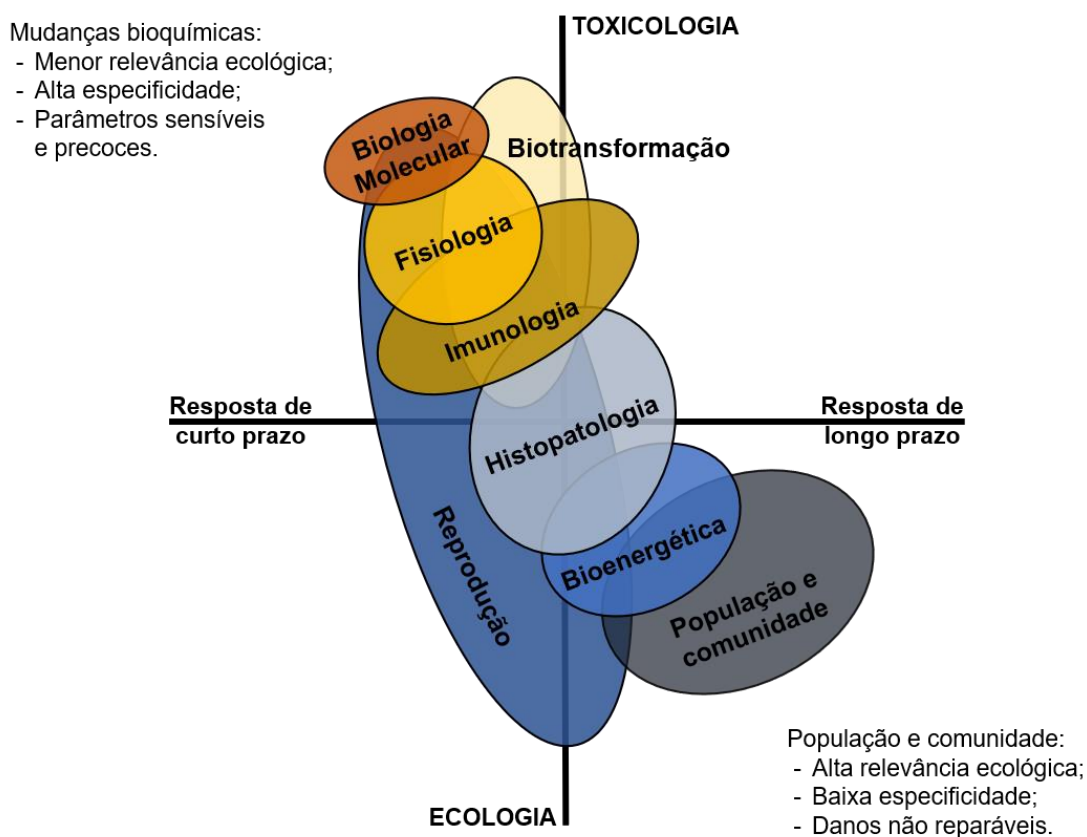 Mudanças bioquímicas:
- Menor relevância ecológica;
- Alta especificidade;
- Parâmetros sensíveis
e precoces.
TOXICOLOGIA
Biologia
Molecular
Biotransformação
Fisiologia
Imunologia
Resposta de
curto prazo
Resposta de
longo prazo
Histopatologia
Reprodução
Bioenergética
População e
comunidade
ECOLOGIA
População e comunidade:
- Alta relevância ecológica;
- Baixa especificidade;
- Danos não reparáveis.